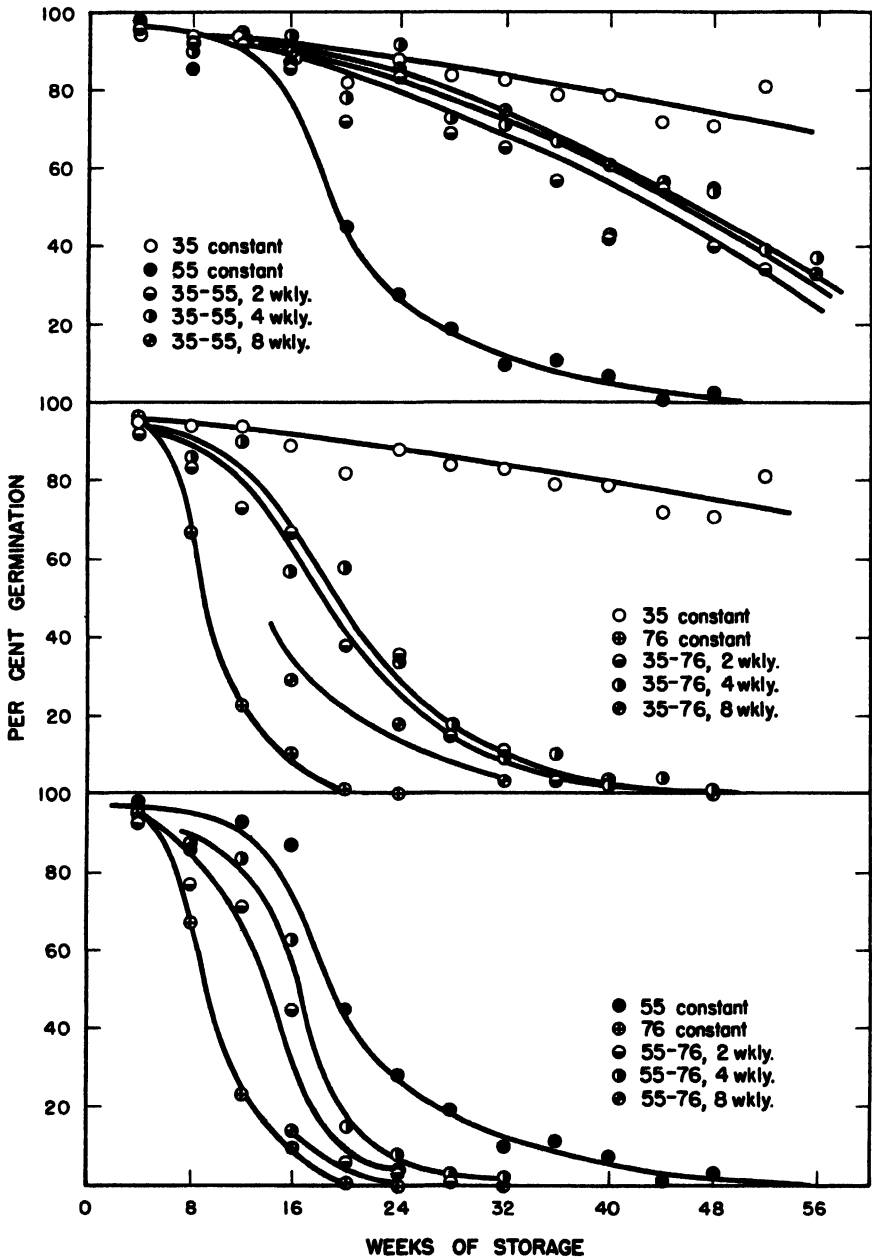 100
80
60
40
20
35 constant
55 constant
35-55, 2 wkly.
35-55, 4 wkly.
35-55, 8 wkly.
100
80
60
40
20
35 constant
76 constant
35-76, 2 wkly.
35-76, 4 wkly.
35-76, 8 wkly.
100
80
60
40
20
55 constant
76 constant
55-76, 2 wkly.
55-76, 4 wkly.
55-76, 8 wkly.
0 8 16 24 32 40 48 56
WEEKS OF STORAGE
PER CENT GERMINATION